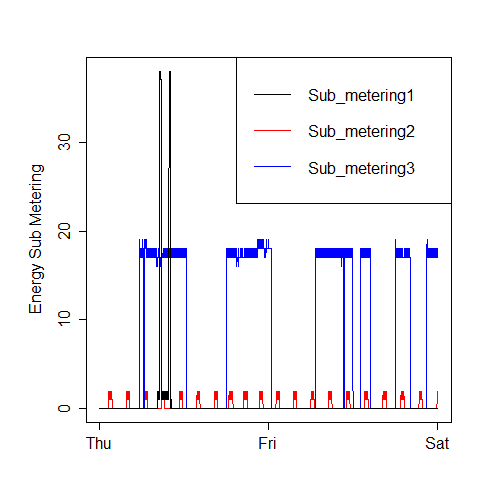 Sub_metering1
Sub_metering2
Sub_metering3
Energy Sub Metering
30
20
10
0
Thu Fri Sat